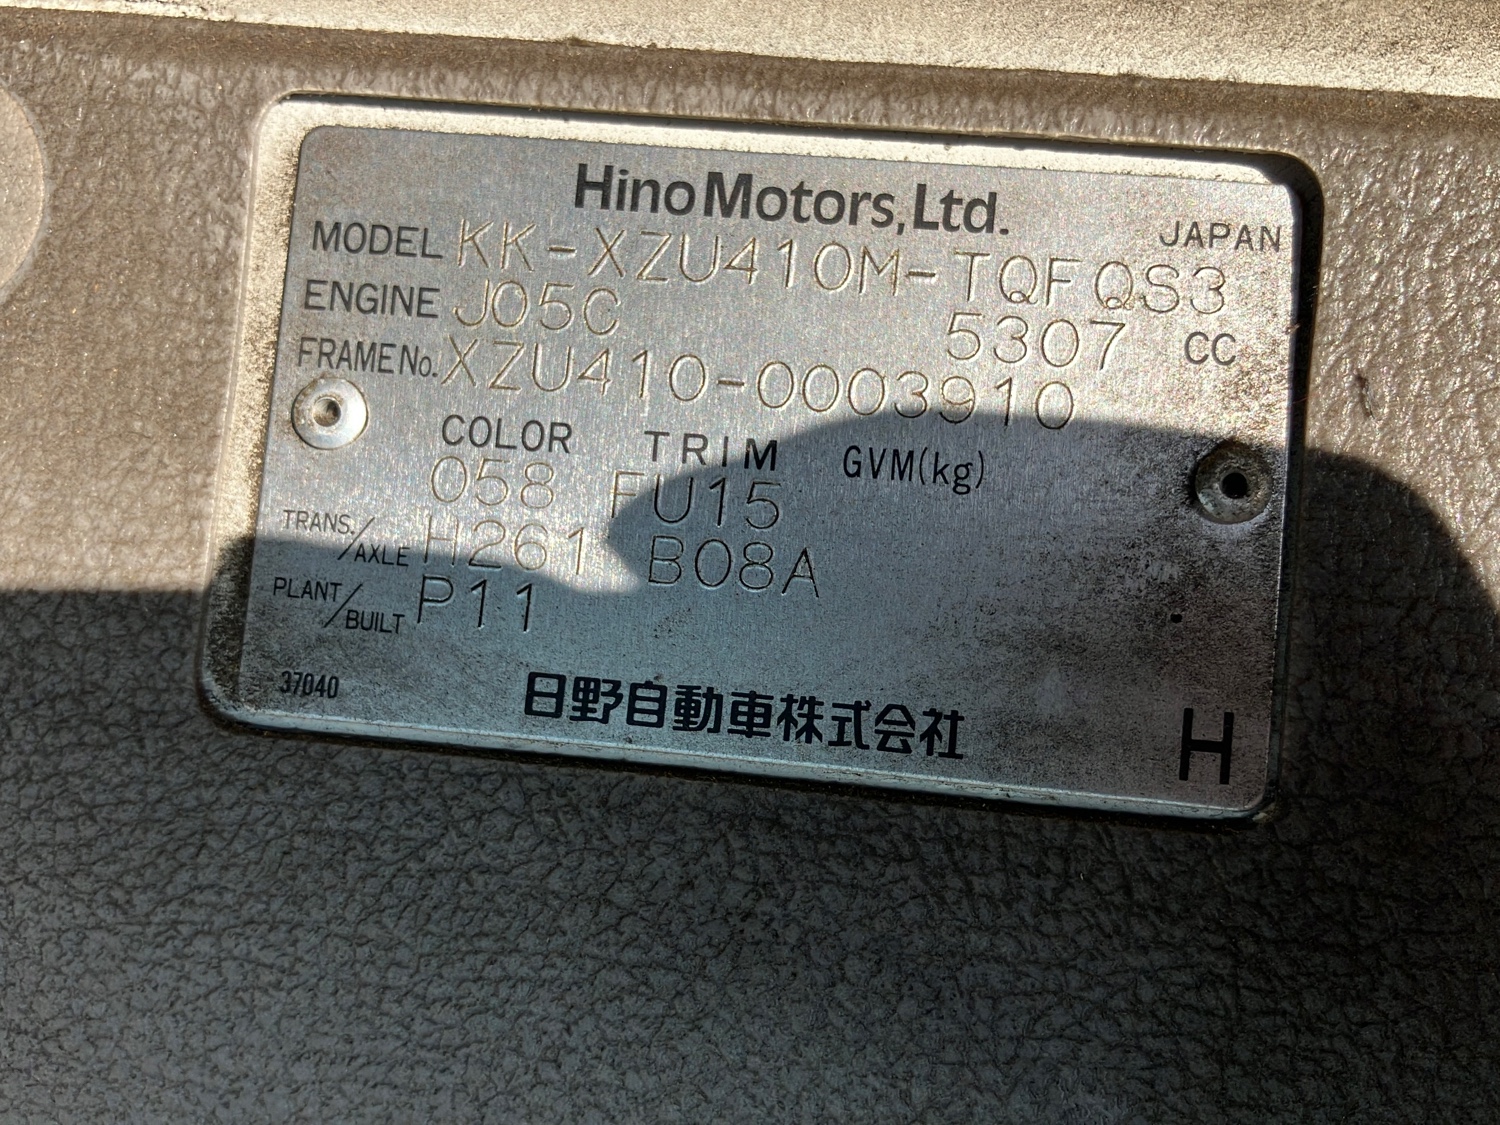 Hino Motors, Ltd.
JAPAN
MODEL KK-XZU410M-TQFQS3
ENGINE J05C 5307 CC
FRAME No. XZU410-0003910
COLOR TRIM GVM(kg)
058 FU15
TRANS./AXLE H261 B08A
PLANT/BUILT P11
37040
日野自動車株式会社
H